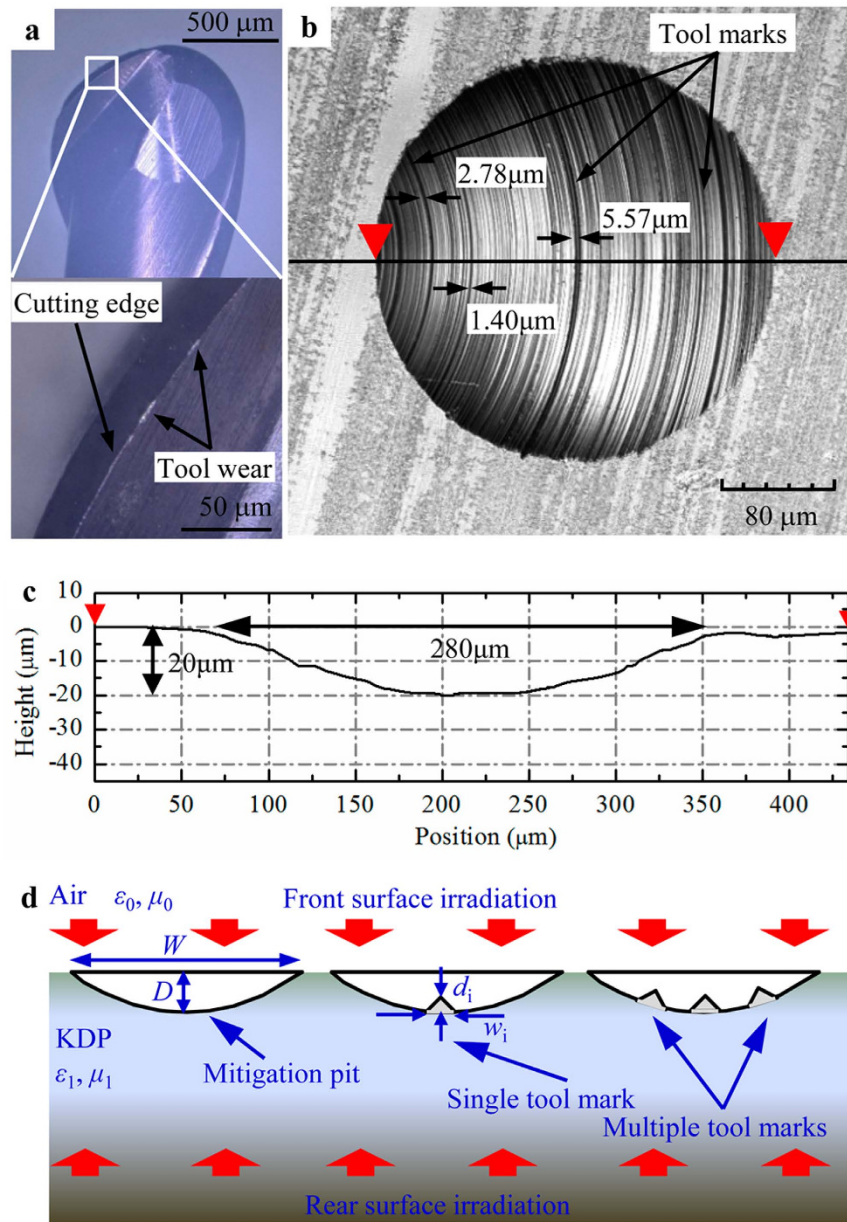 a
500 μm
Cutting edge
Tool wear
50 μm
b
Tool marks
2.78μm
5.57μm
1.40μm
80 μm
c
10
0
-10
-20
-30
-40
Height (μm)
20μm
280μm
0
50
100
150
200
250
300
350
400
Position (μm)
d
Air
ε0, μ0
Front surface irradiation
W
D
di
wi
KDP
ε1, μ1
Mitigation pit
Single tool mark
Multiple tool marks
Rear surface irradiation